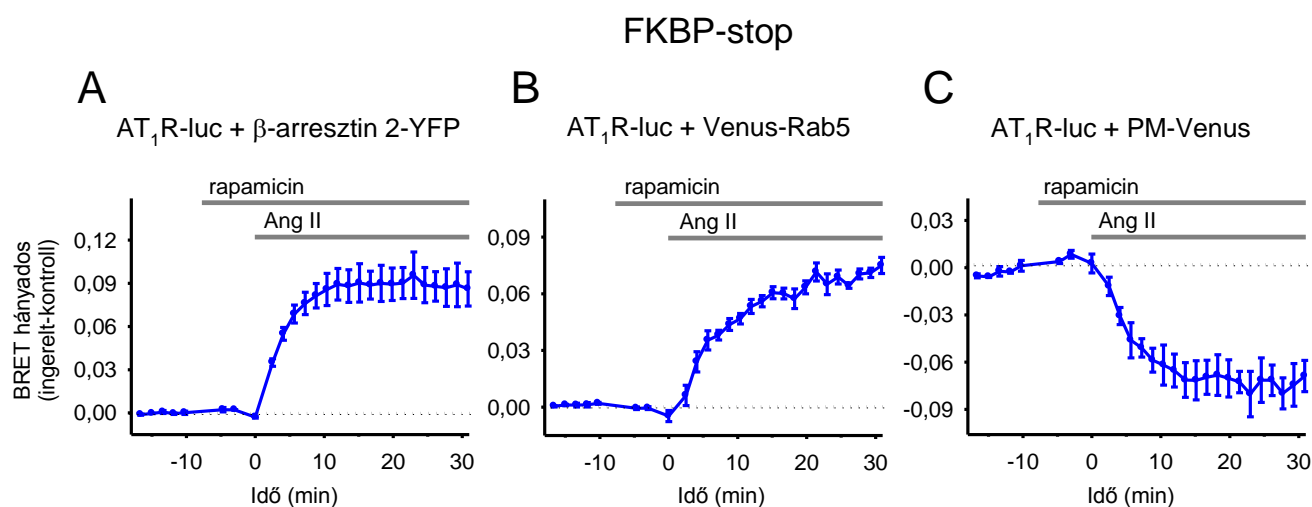 FKBP-stop
A
AT₁R-luc + β-arresztin 2-YFP
rapamicin
Ang II
BRET hányados
(ingerelt-kontroll)
0,12
0,09
0,06
0,03
0,00
-10 0 10 20 30
Idő (min)
B
AT₁R-luc + Venus-Rab5
rapamicin
Ang II
0,09
0,06
0,03
0,00
-10 0 10 20 30
Idő (min)
C
AT₁R-luc + PM-Venus
rapamicin
Ang II
0,03
0,00
-0,03
-0,06
-0,09
-10 0 10 20 30
Idő (min)